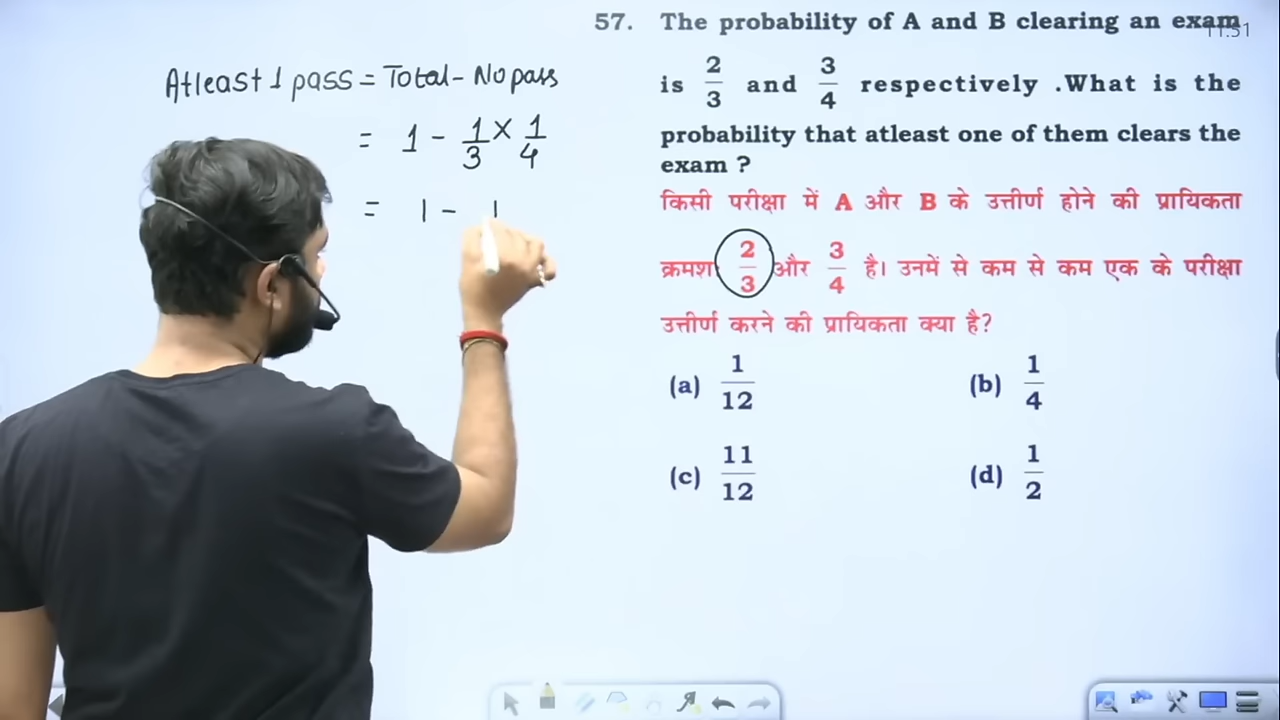 57. The probability of A and B clearing an exam
11:51
is 2/3 and 3/4 respectively .What is the
probability that atleast one of them clears the
exam ?
किसी परीक्षा में A और B के उत्तीर्ण होने की प्रायिकता
क्रमशः 2/3 और 3/4 है। उनमें से कम से कम एक के परीक्षा
उत्तीर्ण करने की प्रायिकता क्या है?
(a) 1/12 (b) 1/4
(c) 11/12 (d) 1/2
Atleast 1 pass = Total - No pass
= 1 - 1/3 × 1/4
= 1 - 1